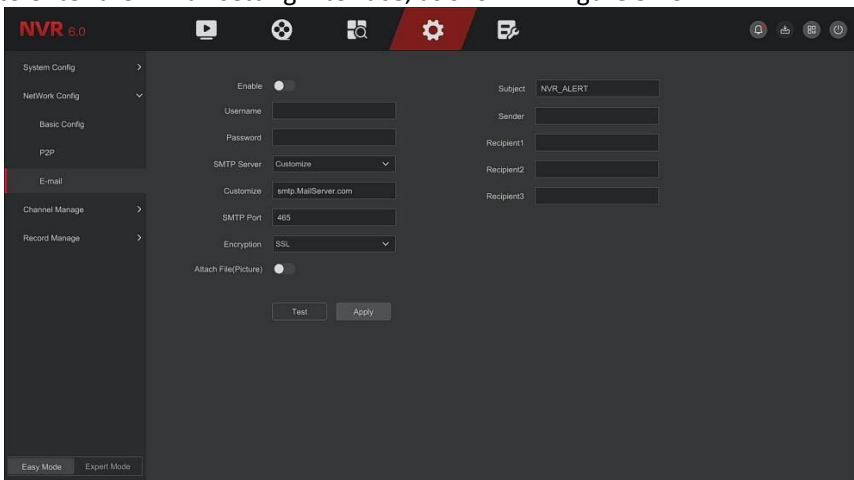 NVR 6.0
System Config
NetWork Config
Basic Config
P2P
E-mail
Channel Manage
Record Manage
Easy Mode Expert Mode
Enable
Username
Password
SMTP Server Customize
Customize smtp.MailServer.com
SMTP Port 465
Encryption SSL
Attach File(Picture)
Test Apply
Subject NVR_ALERT
Sender
Recipient1
Recipient2
Recipient3